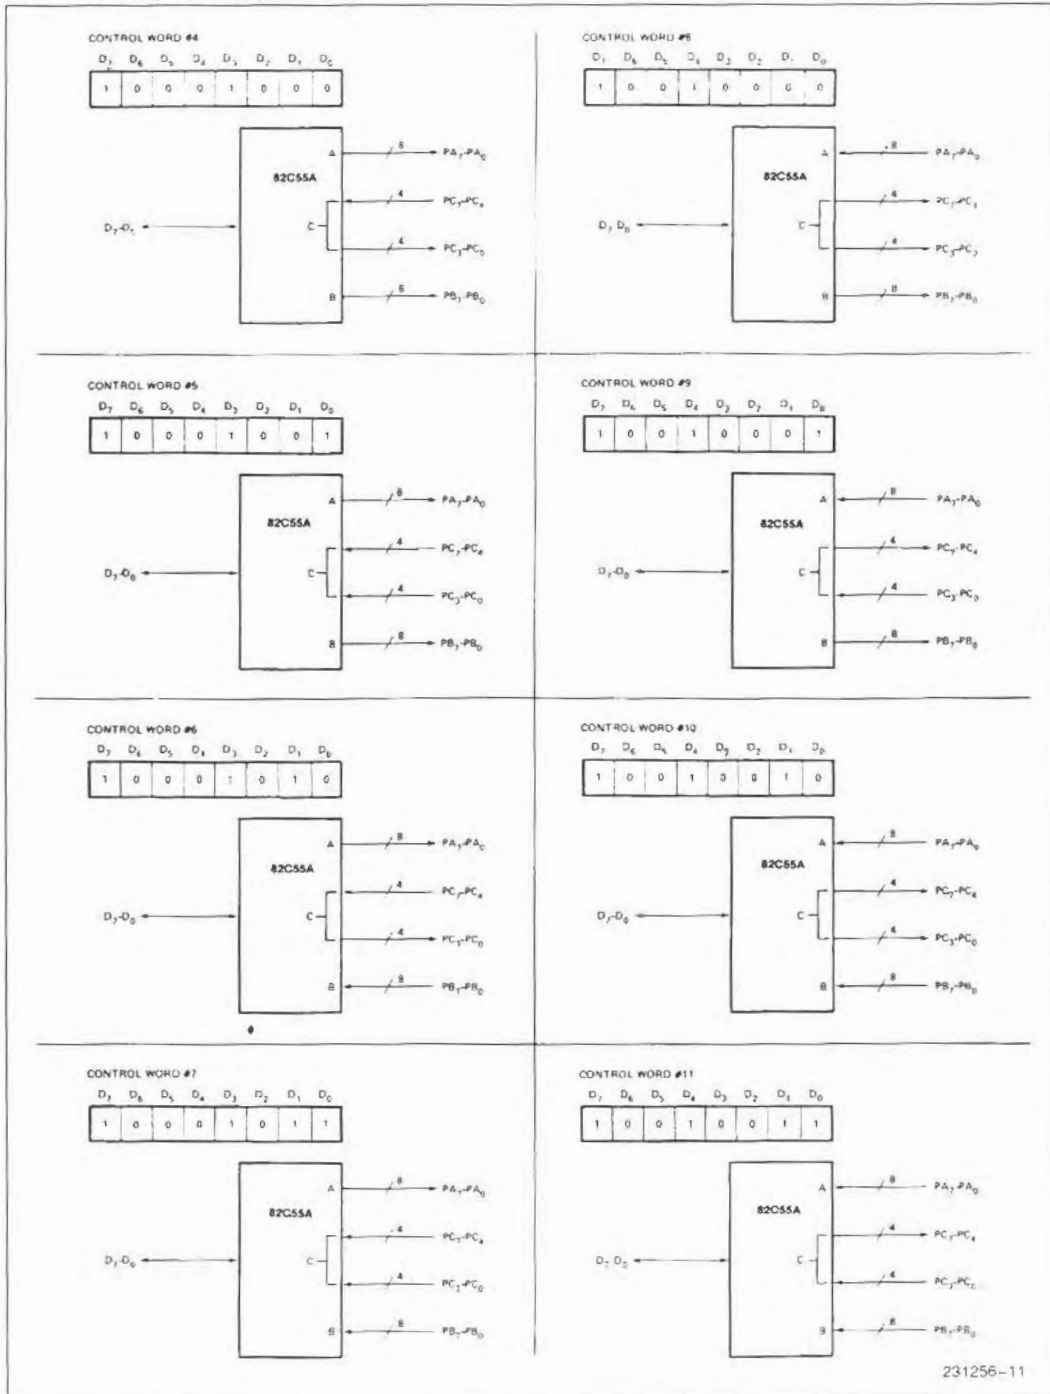 CONTROL WORD #4
D7 D6 D5 D4 D3 D2 D1 D0
1 0 0 0 1 0 0 0
82C55A
A
8
PA7-PA0
4
PC7-PC4
C
4
PC3-PC0
B
8
PB7-PB0
CONTROL WORD #8
D7 D6 D5 D4 D3 D2 D1 D0
1 0 0 1 0 0 0 0
82C55A
A
8
PA7-PA0
4
D7-D0
C
4
B
8
PB7-PB0
CONTROL WORD #5
D7 D6 D5 D4 D3 D2 D1 D0
1 0 0 0 1 0 0 1
82C55A
A
8
PA7-PA0
4
PC7-PC4
D7-D0
C
4
PC3-PC0
B
8
PB7-PB0
CONTROL WORD #9
D7 D6 D5 D4 D3 D2 D1 D0
1 0 0 1 0 0 0 1
82C55A
A
8
PA7-PA0
4
PC7-PC4
D7-D0
C
4
PC3-PC0
B
8
PB7-PB0
CONTROL WORD #6
D7 D6 D5 D4 D3 D2 D1 D0
1 0 0 0 1 0 1 0
82C55A
A
8
PA7-PA0
4
PC7-PC4
D7-D0
C
4
PC3-PC0
B
8
PB7-PB0
CONTROL WORD #10
D7 D6 D5 D4 D3 D2 D1 D0
1 0 0 1 0 0 1 0
82C55A
A
8
PA7-PA0
4
PC7-PC4
D7-D0
C
4
PC3-PC0
B
8
PB7-PB0
CONTROL WORD #7
D7 D6 D5 D4 D3 D2 D1 D0
1 0 0 0 1 0 1 1
82C55A
A
8
PA7-PA0
4
PC7-PC4
D7-D0
C
4
PC3-PC0
B
8
PB7-PB0
CONTROL WORD #11
D7 D6 D5 D4 D3 D2 D1 D0
1 0 0 1 0 0 1 1
82C55A
A
8
PA7-PA0
4
PC7-PC4
D7-D0
C
4
PC3-PC0
B
8
PB7-PB0
231256-11